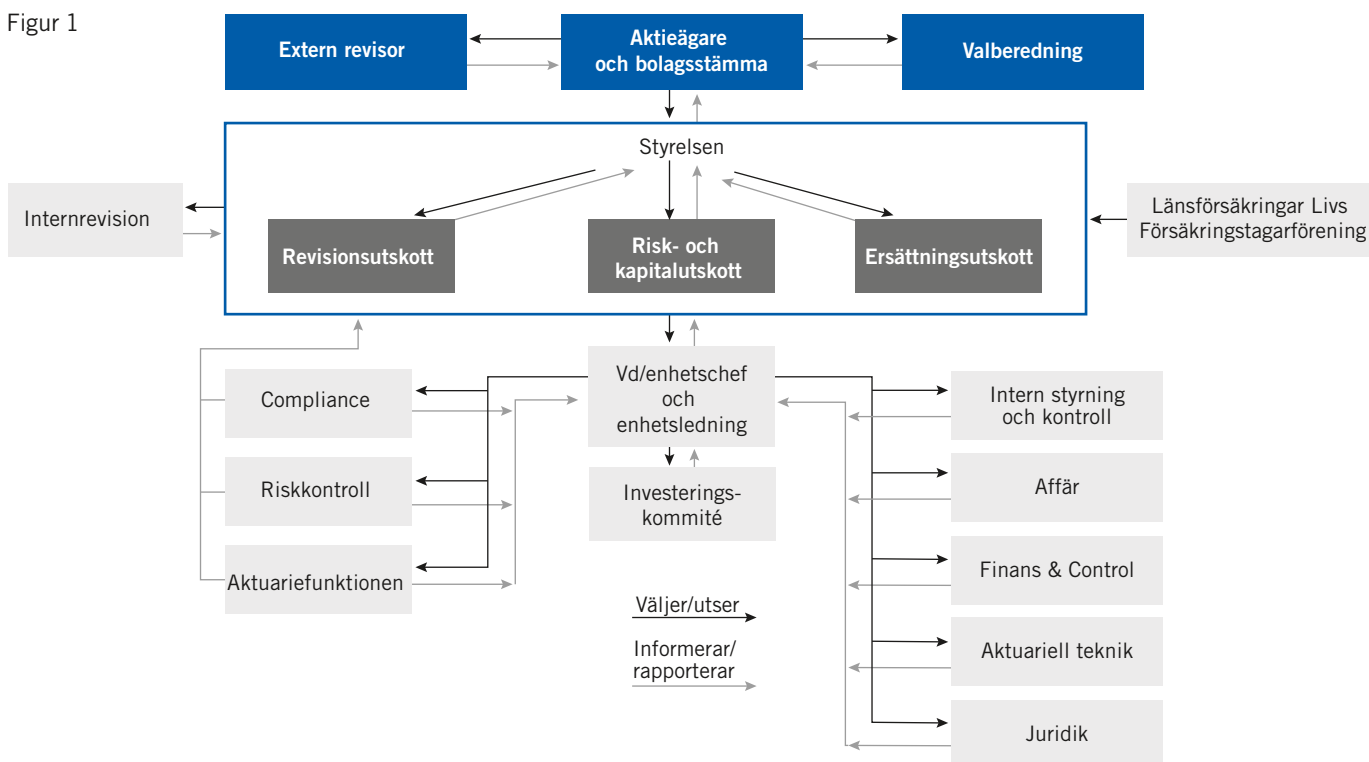 Figur 1
Extern revisor
Aktieägare
och bolagsstämma
Valberedning
Styrelsen
Internrevision
Länsförsäkringar Livs
Försäkringstagarförening
Revisionsutskott
Risk- och
kapitalutskott
Ersättningsutskott
Compliance
Riskkontroll
Aktuariefunktionen
Vd/enhetschef
och
enhetsledning
Investerings-
kommité
Väljer/utser
Informerar/
rapporterar
Intern styrning
och kontroll
Affär
Finans & Control
Aktuariell teknik
Juridik